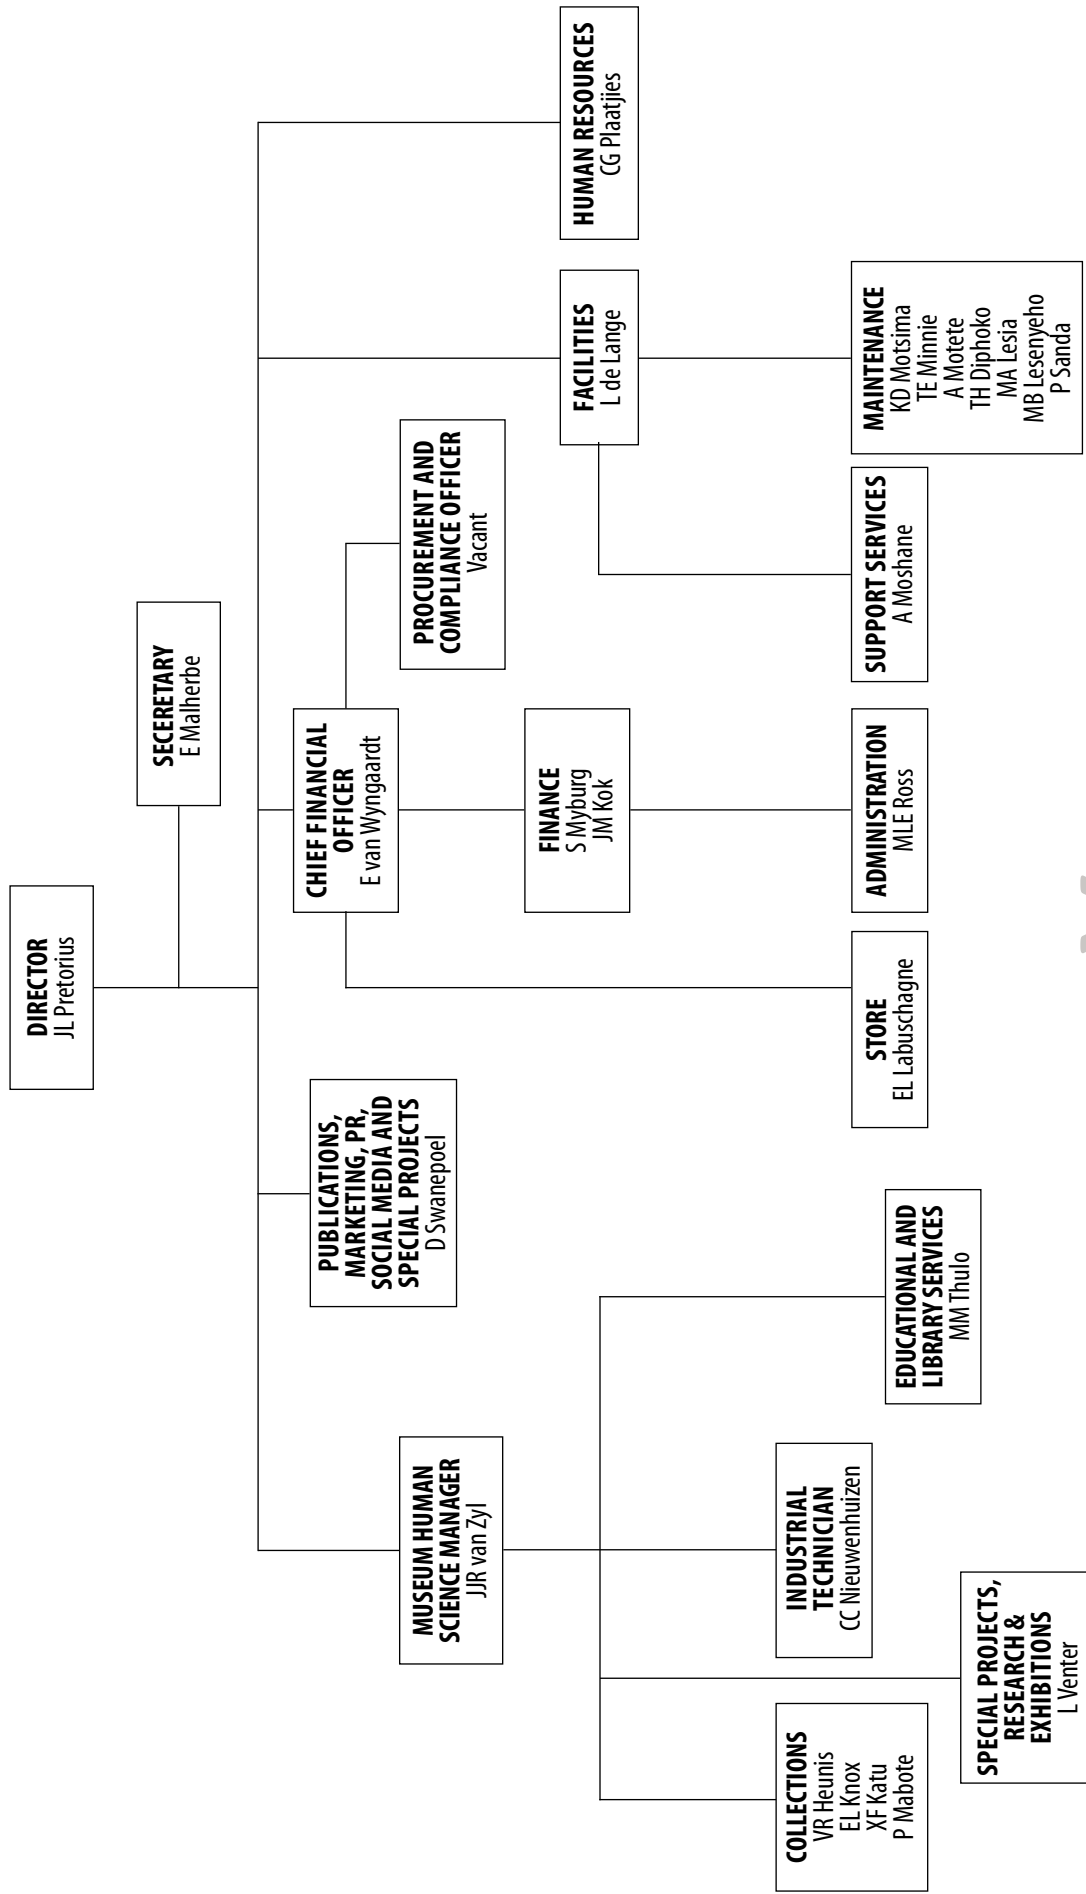 DIRECTOR
JL Pretorius
SECERETARY
E Malherbe
PUBLICATIONS,
MARKETING, PR,
SOCIAL MEDIA AND
SPECIAL PROJECTS
D Swanepoel
CHIEF FINANCIAL
OFFICER
E van Wyngaardt
MUSEUM HUMAN
SCIENCE MANAGER
JJR van Zyl
PROCUREMENT AND
COMPLIANCE OFFICER
Vacant
FINANCE
S Myburg
JM Kok
FACILITIES
L de Lange
HUMAN RESOURCES
CG Plaatjies
COLLECTIONS
VR Heunis
EL Knox
XF Katu
P Mabote
INDUSTRIAL
TECHNICIAN
CC Nieuwenhuizen
EDUCATIONAL AND
LIBRARY SERVICES
MM Thulo
STORE
EL Labuschagne
ADMINISTRATION
MLE Ross
SUPPORT SERVICES
A Moshane
MAINTENANCE
KD Motsima
TE Minnie
A Motete
TH Diphoko
MA Lesia
MB Lesenyeho
P Sanda
SPECIAL PROJECTS,
RESEARCH &
EXHIBITIONS
L Venter